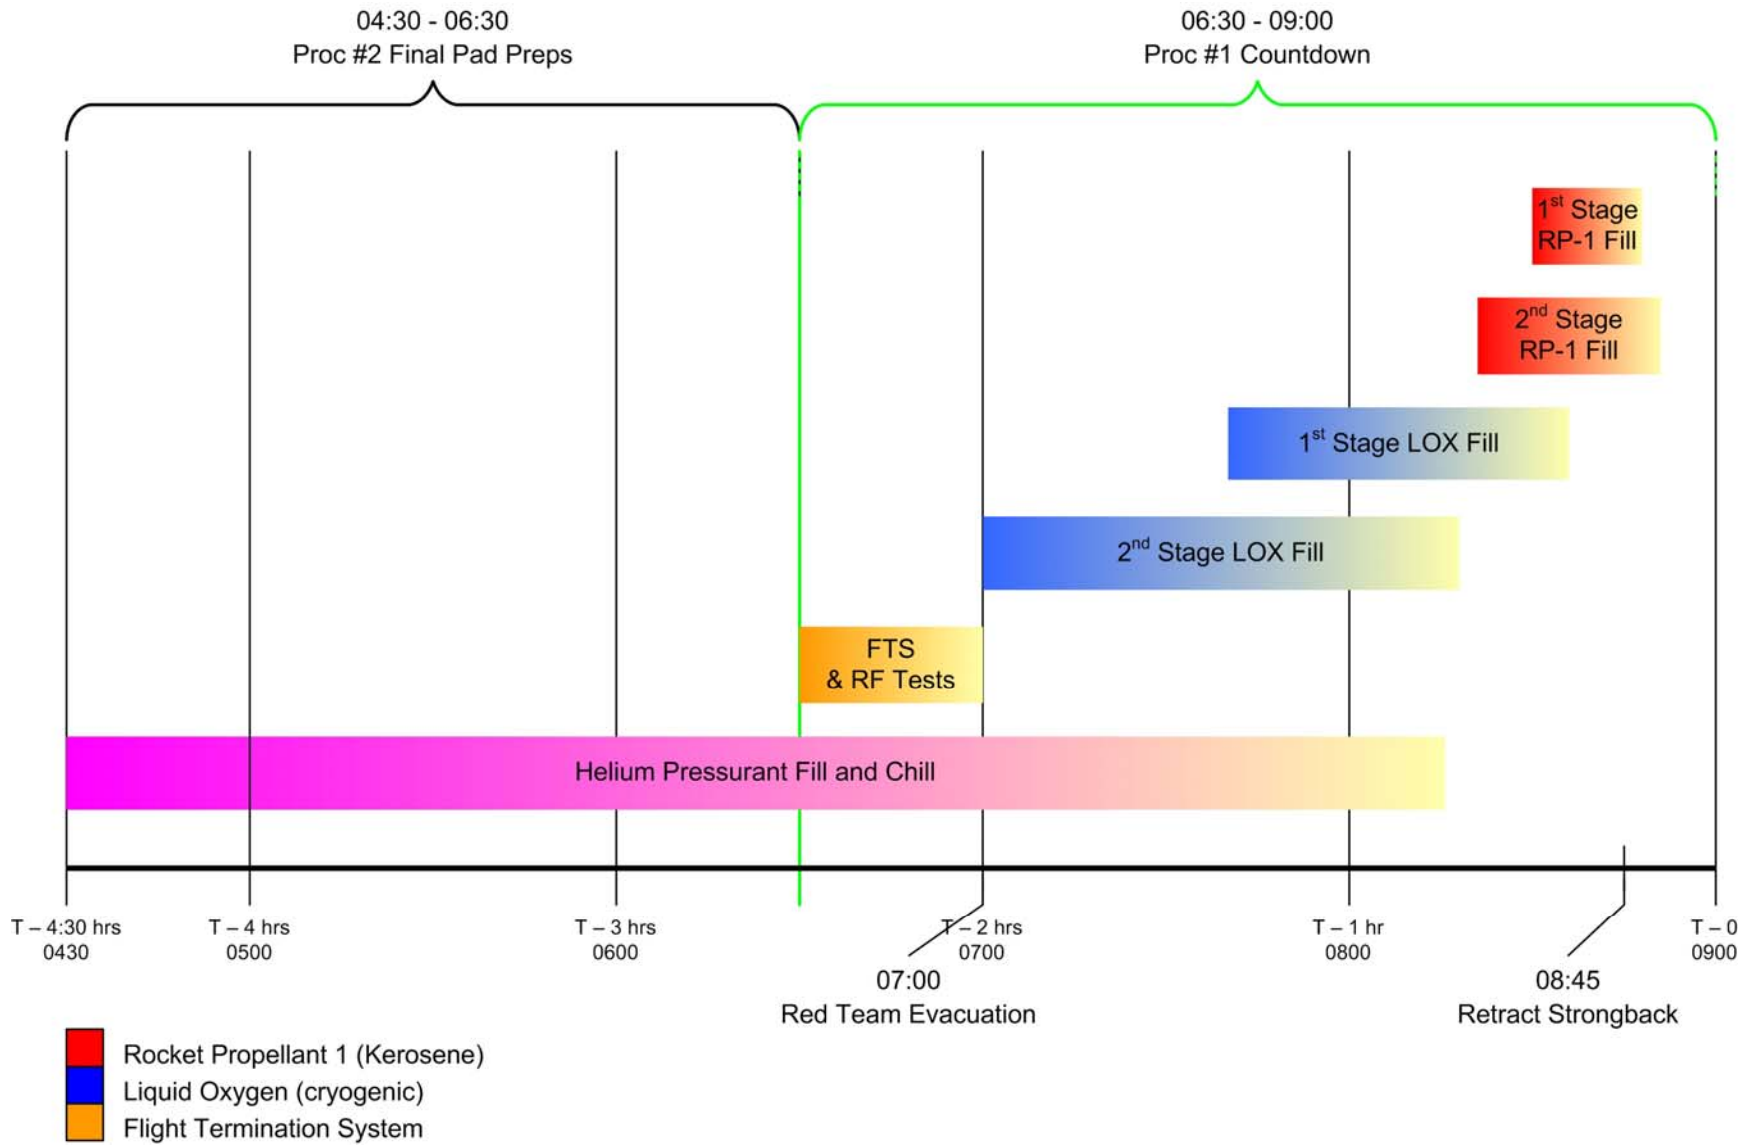 04:30 - 06:30
Proc #2 Final Pad Preps
06:30 - 09:00
Proc #1 Countdown
1st Stage
RP-1 Fill
2nd Stage
RP-1 Fill
1st Stage LOX Fill
2nd Stage LOX Fill
FTS
& RF Tests
Helium Pressurant Fill and Chill
T – 4:30 hrs
0430
T – 4 hrs
0500
T – 3 hrs
0600
T – 2 hrs
0700
T – 1 hr
0800
T – 0
0900
07:00
Red Team Evacuation
08:45
Retract Strongback
Rocket Propellant 1 (Kerosene)
Liquid Oxygen (cryogenic)
Flight Termination System